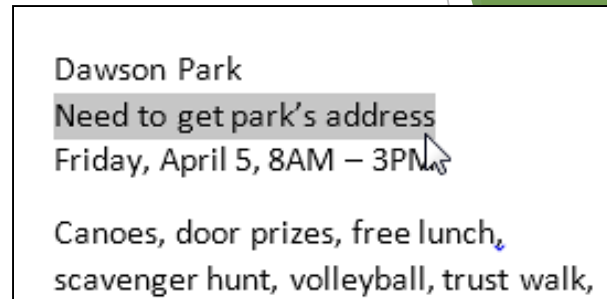 Dawson Park
Need to get park’s address
Friday, April 5, 8AM – 3PM
Canoes, door prizes, free lunch,
scavenger hunt, volleyball, trust walk,